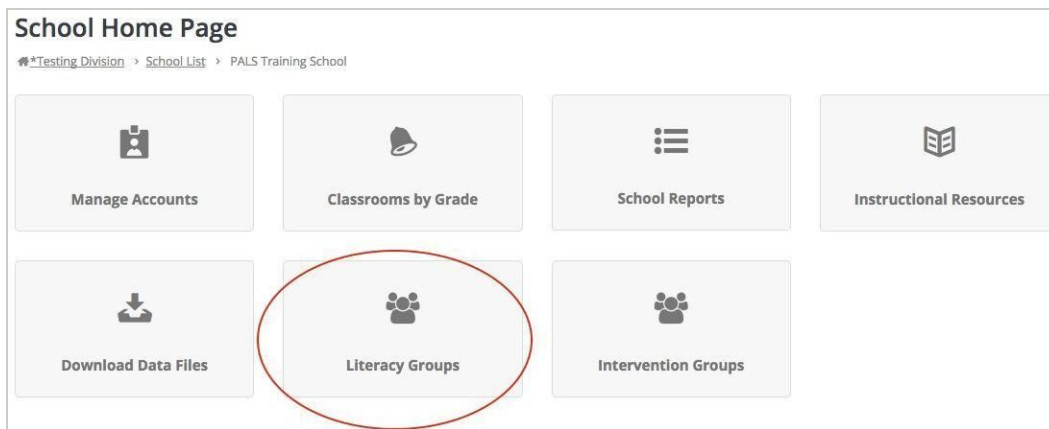 School Home Page
*Testing Division › School List › PALS Training School
Manage Accounts
Classrooms by Grade
School Reports
Instructional Resources
Download Data Files
Literacy Groups
Intervention Groups